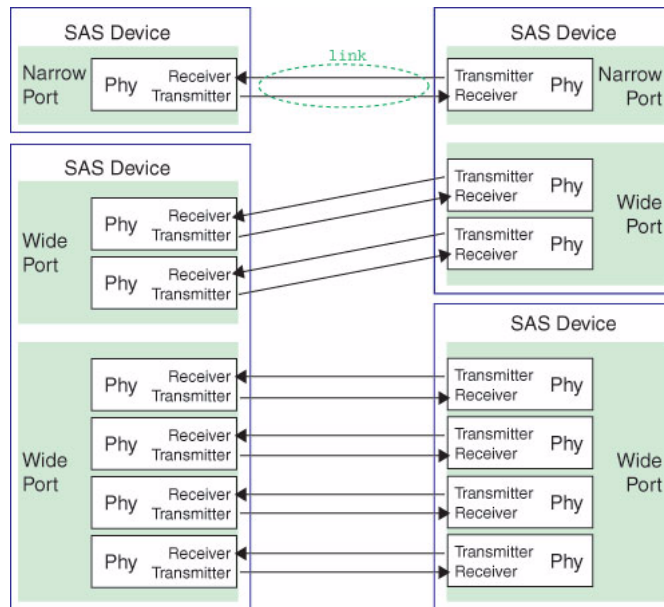 SAS Device
Narrow
Port
Phy
Receiver
Transmitter
link
SAS Device
Transmitter
Receiver
Phy
Narrow
Port
SAS Device
Wide
Port
Phy
Receiver
Transmitter
Phy
Receiver
Transmitter
Transmitter
Receiver
Phy
Transmitter
Receiver
Phy
Wide
Port
Wide
Port
Phy
Receiver
Transmitter
Phy
Receiver
Transmitter
Phy
Receiver
Transmitter
Phy
Receiver
Transmitter
SAS Device
Transmitter
Receiver
Phy
Transmitter
Receiver
Phy
Transmitter
Receiver
Phy
Transmitter
Receiver
Phy
Wide
Port